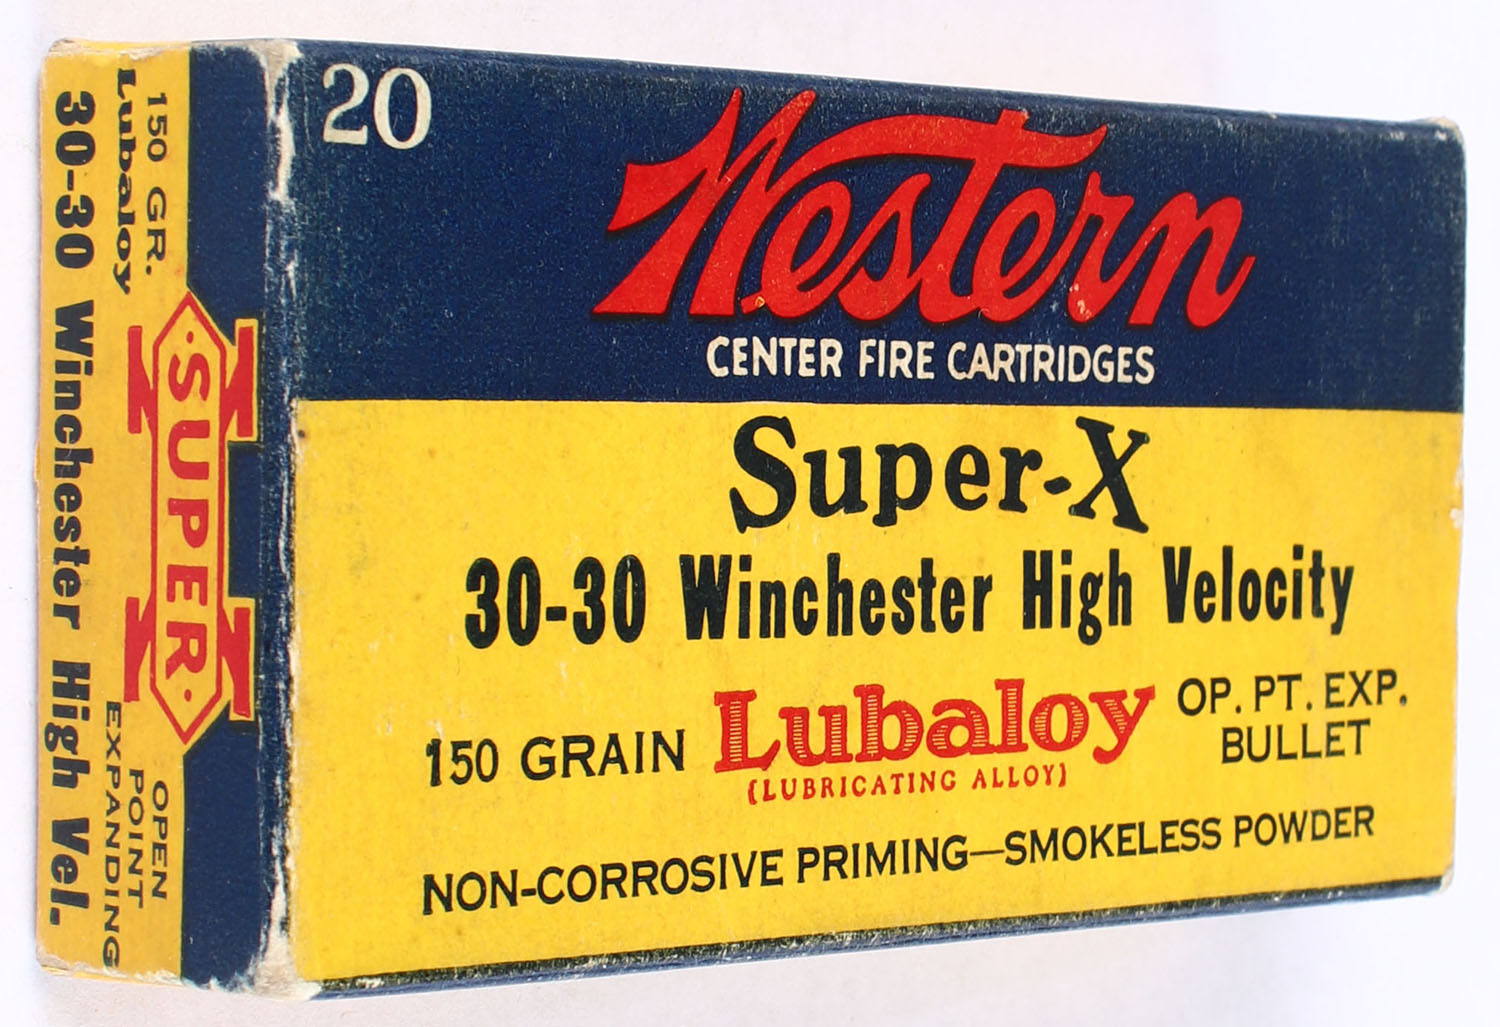 20
Western
CENTER FIRE CARTRIDGES
Super-X
30-30 Winchester High Velocity
150 GRAIN Lubaloy OP. PT. EXP.
BULLET
(LUBRICATING ALLOY)
NON-CORROSIVE PRIMING—SMOKELESS POWDER
150 GR.
Lubaloy
30-30 Winchester High Vel.
X
·SUPER·
OPEN
POINT
EXPANDING